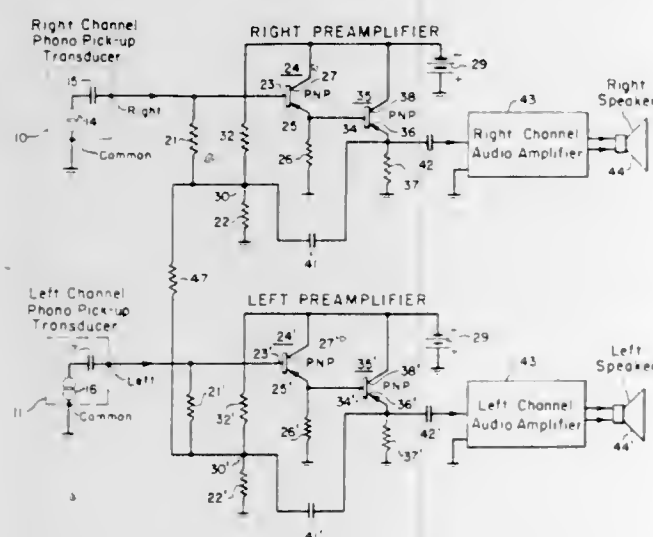 RIGHT PREAMPLIFIER
Right Channel
Phono Pick-up
Transducer
15
Right
14
10
Common
21
32
23
24
27
PNP
25
26
35
34
PNP
38
36
37
29
42
43
Right Channel
Audio Amplifier
Right
Speaker
44
30
22
41
47
LEFT PREAMPLIFIER
Left Channel
Phono Pick-up
Transducer
Left
16
11
Common
21'
32'
23'
24'
27'
PNP
25'
26'
35'
34'
PNP
38'
36'
37'
29
42'
43
Left Channel
Audio Amplifier
Left
Speaker
44'
30'
22'
41'